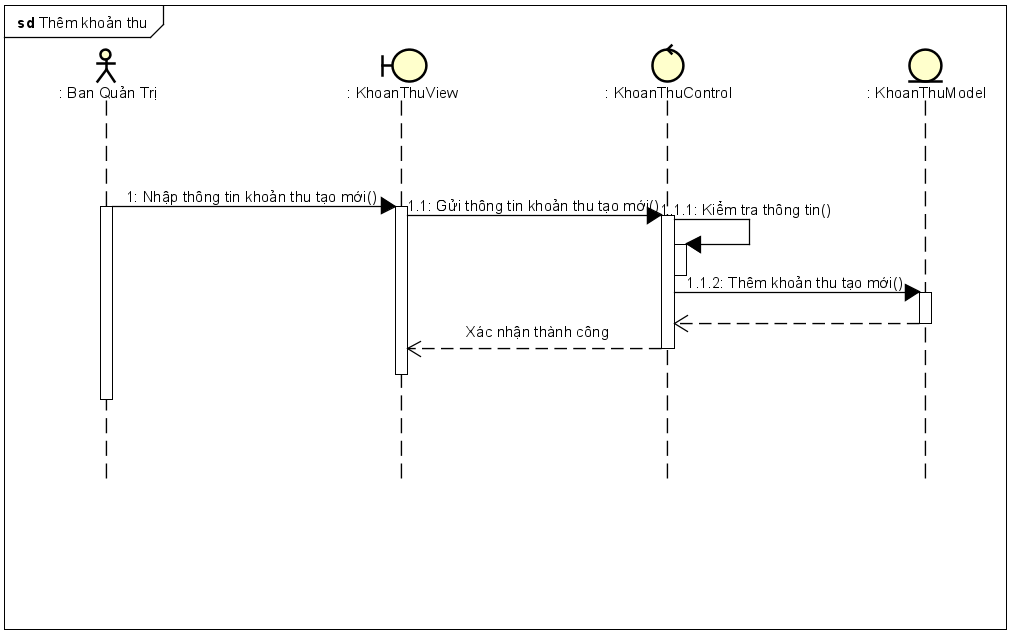 sd Thêm khoản thu
: Ban Quản Trị
: KhoanThuView
: KhoanThuControl
: KhoanThuModel
1: Nhập thông tin khoản thu tạo mới()
1.1: Gửi thông tin khoản thu tạo mới()
1.1.1: Kiểm tra thông tin()
1.1.2: Thêm khoản thu tạo mới()
Xác nhận thành công